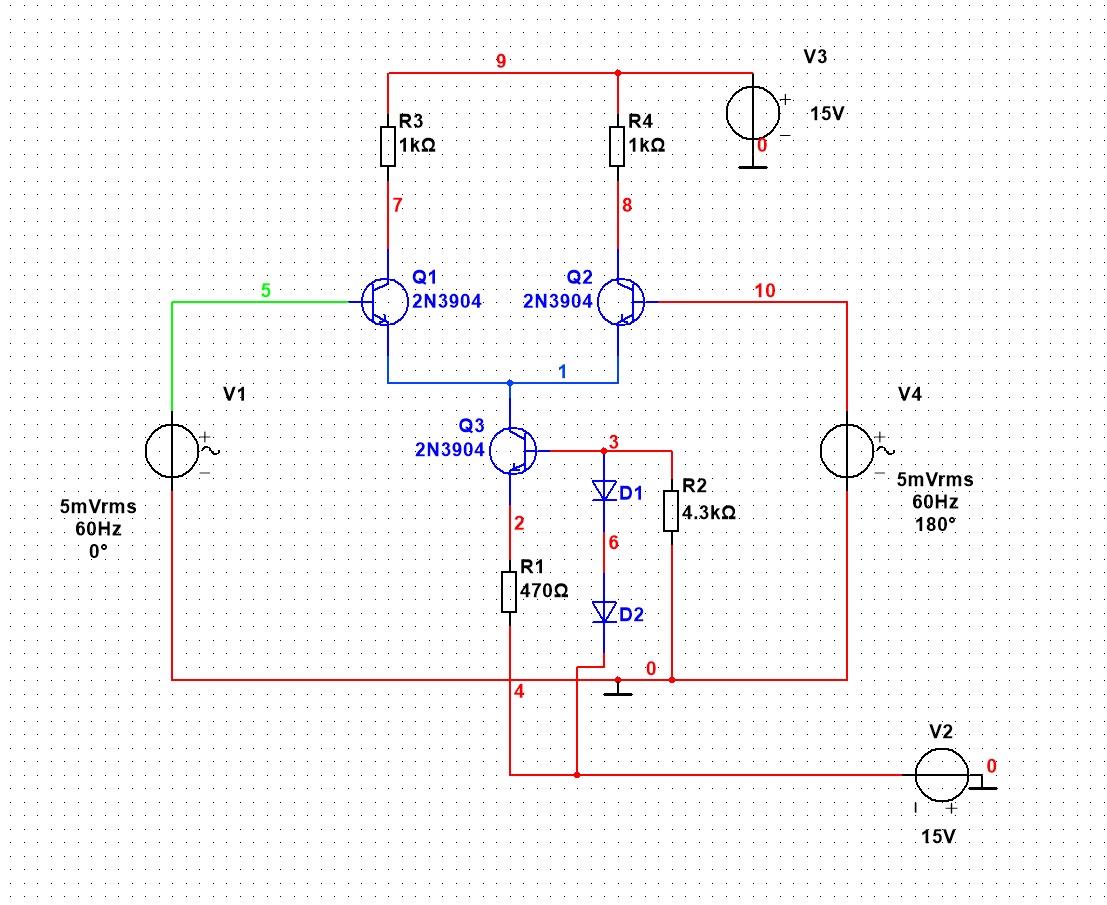 9
V3
15V
0
R3
1kΩ
R4
1kΩ
7
8
Q1
2N3904
Q2
2N3904
5
10
1
V1
5mVrms
60Hz
0°
Q3
2N3904
3
V4
5mVrms
60Hz
180°
D1
R2
4.3kΩ
2
6
R1
470Ω
D2
0
4
V2
0
15V